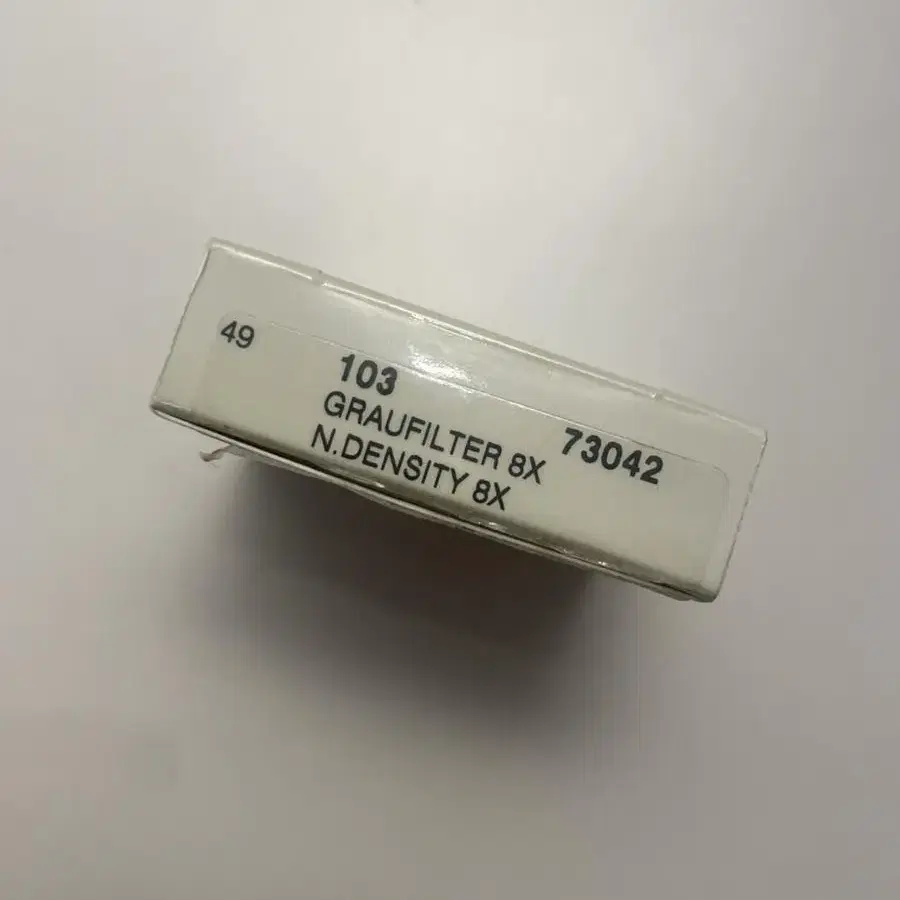 49
103
GRAUFILTER 8X
N.DENSITY 8X
73042